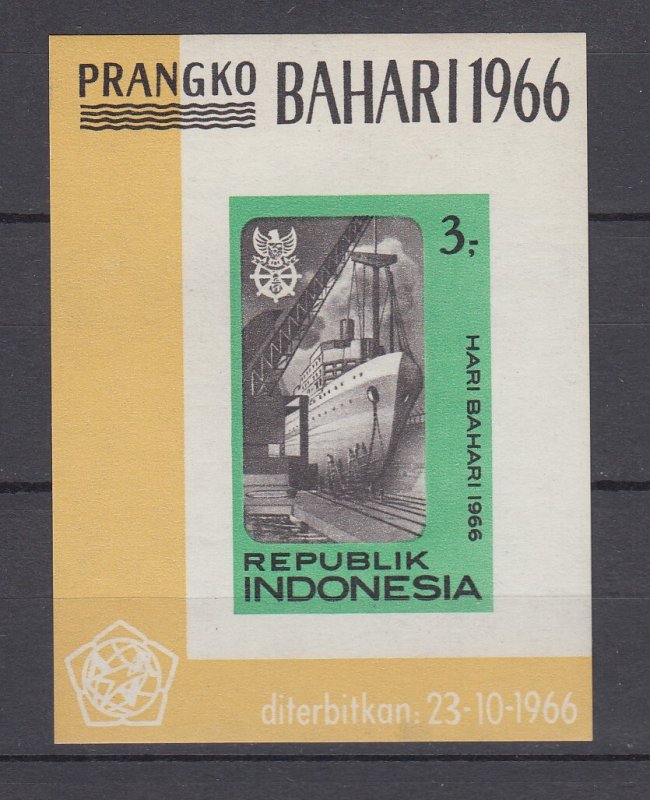 PRANGKO BAHARI 1966
3;
HARI BAHARI 1966
REPUBLIK
INDONESIA
diterbitkan: 23-10-1966